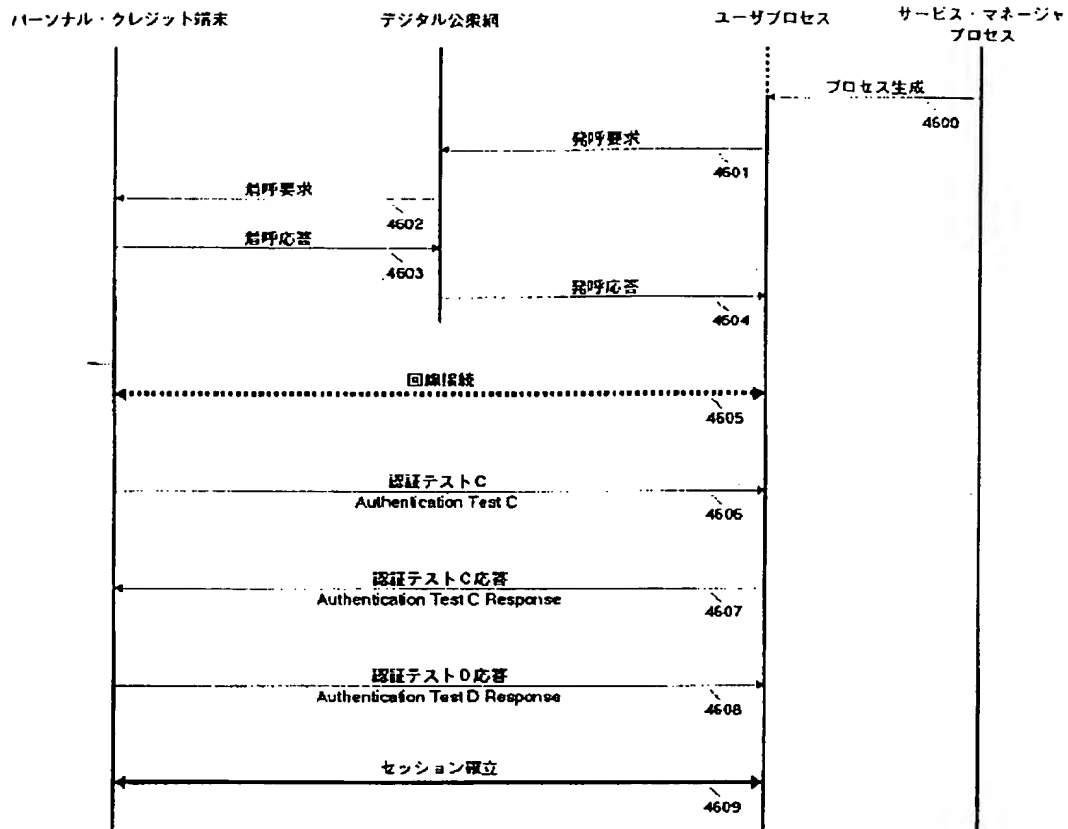 パーソナル・クレジット端末
デジタル公衆網
ユーザプロセス
サービス・マネージャ
プロセス
プロセス生成
4600
発呼要求
4601
着呼要求
4602
着呼応答
4603
発呼応答
4604
回線接続
4605
認証テストC
Authentication Test C
4606
認証テストC応答
Authentication Test C Response
4607
認証テストD応答
Authentication Test D Response
4608
セッション確立
4609